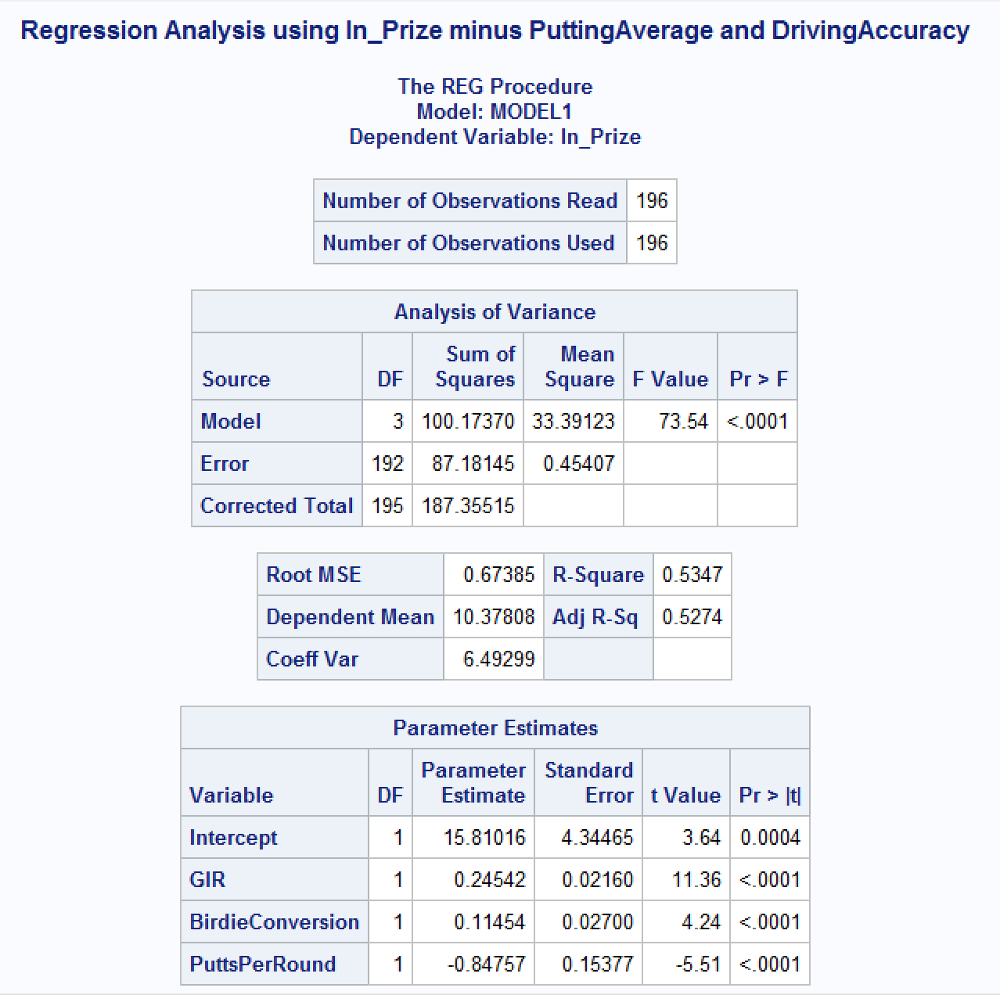 Regression Analysis using ln_Prize minus PuttingAverage and DrivingAccuracy
The REG Procedure
Model: MODEL1
Dependent Variable: ln_Prize
Number of Observations Read 196
Number of Observations Used 196
Analysis of Variance
Source DF Sum of Squares Mean Square F Value Pr > F
Model 3 100.17370 33.39123 73.54 <.0001
Error 192 87.18145 0.45407
Corrected Total 195 187.35515
Root MSE 0.67385 R-Square 0.5347
Dependent Mean 10.37808 Adj R-Sq 0.5274
Coeff Var 6.49299
Parameter Estimates
Variable DF Parameter Estimate Standard Error t Value Pr > |t|
Intercept 1 15.81016 4.34465 3.64 0.0004
GIR 1 0.24542 0.02160 11.36 <.0001
BirdieConversion 1 0.11454 0.02700 4.24 <.0001
PuttsPerRound 1 -0.84757 0.15377 -5.51 <.0001